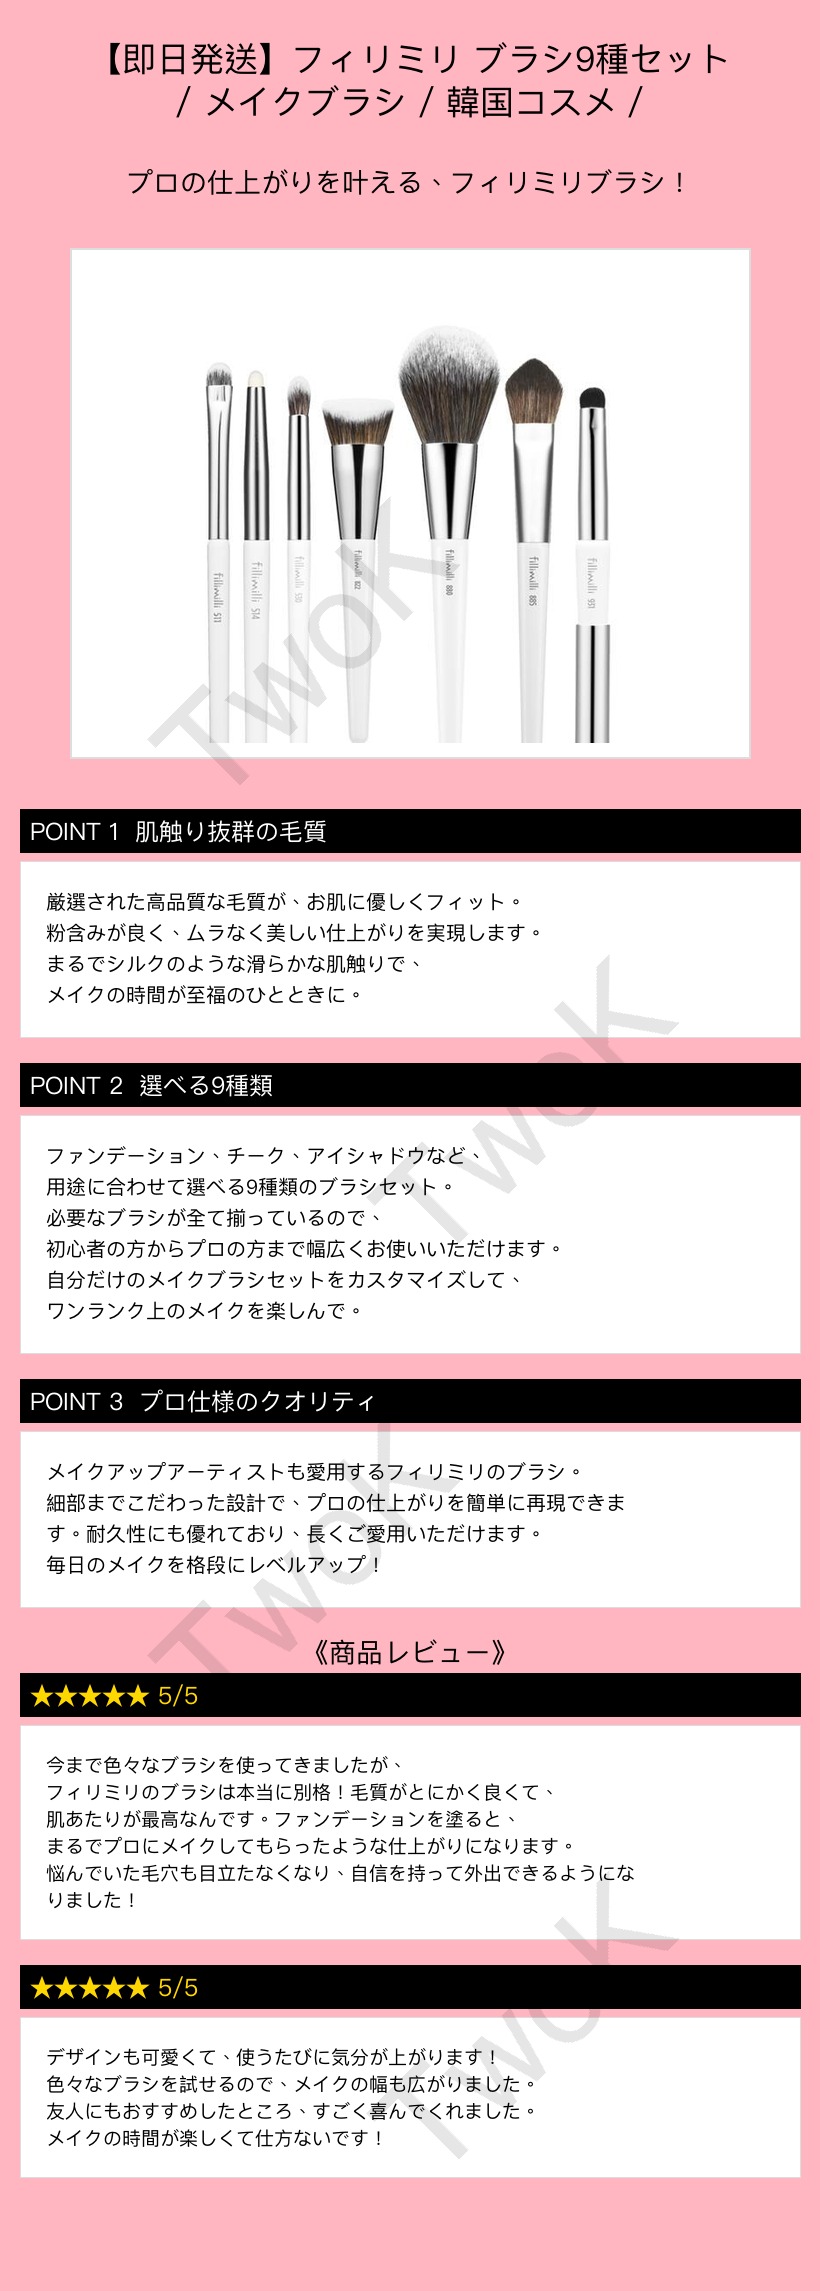 【即日発送】フィリミリ ブラシ9種セット
/ メイクブラシ / 韓国コスメ /
プロの仕上がりを叶える、フィリミリブラシ！
fillimilli 511
fillimilli 514
fillimilli 530
fillimilli 822
fillimilli 880
fillimilli 885
fillimilli 951
TwoK
POINT 1 肌触り抜群の毛質
厳選された高品質な毛質が、お肌に優しくフィット。
粉含みが良く、ムラなく美しい仕上がりを実現します。
まるでシルクのような滑らかな肌触りで、
メイクの時間が至福のひとときに。
TwoK
POINT 2 選べる9種類
ファンデーション、チーク、アイシャドウなど、
用途に合わせて選べる9種類のブラシセット。
必要なブラシが全て揃っているので、
初心者の方からプロの方まで幅広くお使いいただけます。
自分だけのメイクブラシセットをカスタマイズして、
ワンランク上のメイクを楽しんで。
POINT 3 プロ仕様のクオリティ
メイクアップアーティストも愛用するフィリミリのブラシ。
細部までこだわった設計で、プロの仕上がりを簡単に再現できま
す。耐久性にも優れており、長くご愛用いただけます。
毎日のメイクを格段にレベルアップ！
TwoK
《商品レビュー》
★★★★★ 5/5
今まで色々なブラシを使ってきましたが、
フィリミリのブラシは本当に別格！毛質がとにかく良くて、
肌あたりが最高なんです。ファンデーションを塗ると、
まるでプロにメイクしてもらったような仕上がりになります。
悩んでいた毛穴も目立たなくなり、自信を持って外出できるようにな
りました！
★★★★★ 5/5
デザインも可愛くて、使うたびに気分が上がります！
色々なブラシを試せるので、メイクの幅も広がりました。
友人にもおすすめしたところ、すごく喜んでくれました。
メイクの時間が楽しくて仕方ないです！
TwoK